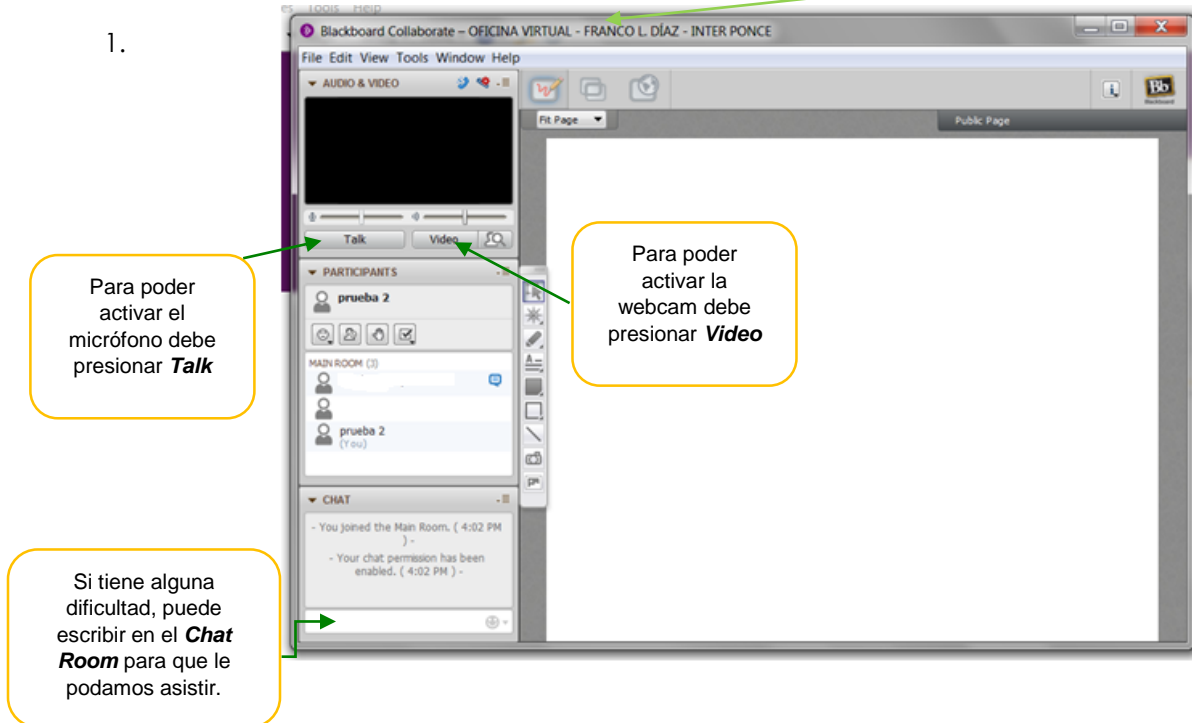 Tools Help
1.
Blackboard Collaborate – OFICINA VIRTUAL - FRANCO L. DÍAZ - INTER PONCE
File Edit View Tools Window Help
AUDIO & VIDEO
Fit Page
Public Page
Bb
Blackboard
Talk
Video
PARTICIPANTS
prueba 2
MAIN ROOM (3)
prueba 2
(You)
CHAT
- You joined the Main Room. ( 4:02 PM
) -
- Your chat permission has been
enabled. ( 4:02 PM ) -
Para poder
activar el
micrófono debe
presionar Talk
Para poder
activar la
webcam debe
presionar Video
Si tiene alguna
dificultad, puede
escribir en el Chat
Room para que le
podamos asistir.